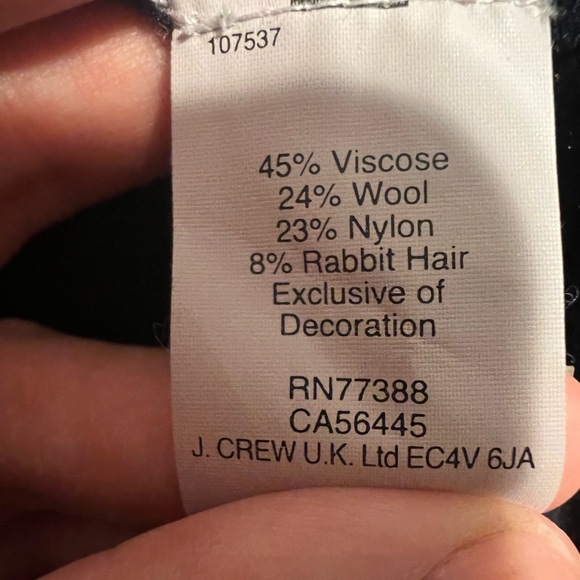 107537
45% Viscose
24% Wool
23% Nylon
8% Rabbit Hair
Exclusive of
Decoration
RN77388
CA56445
J. CREW U.K. Ltd EC4V 6JA